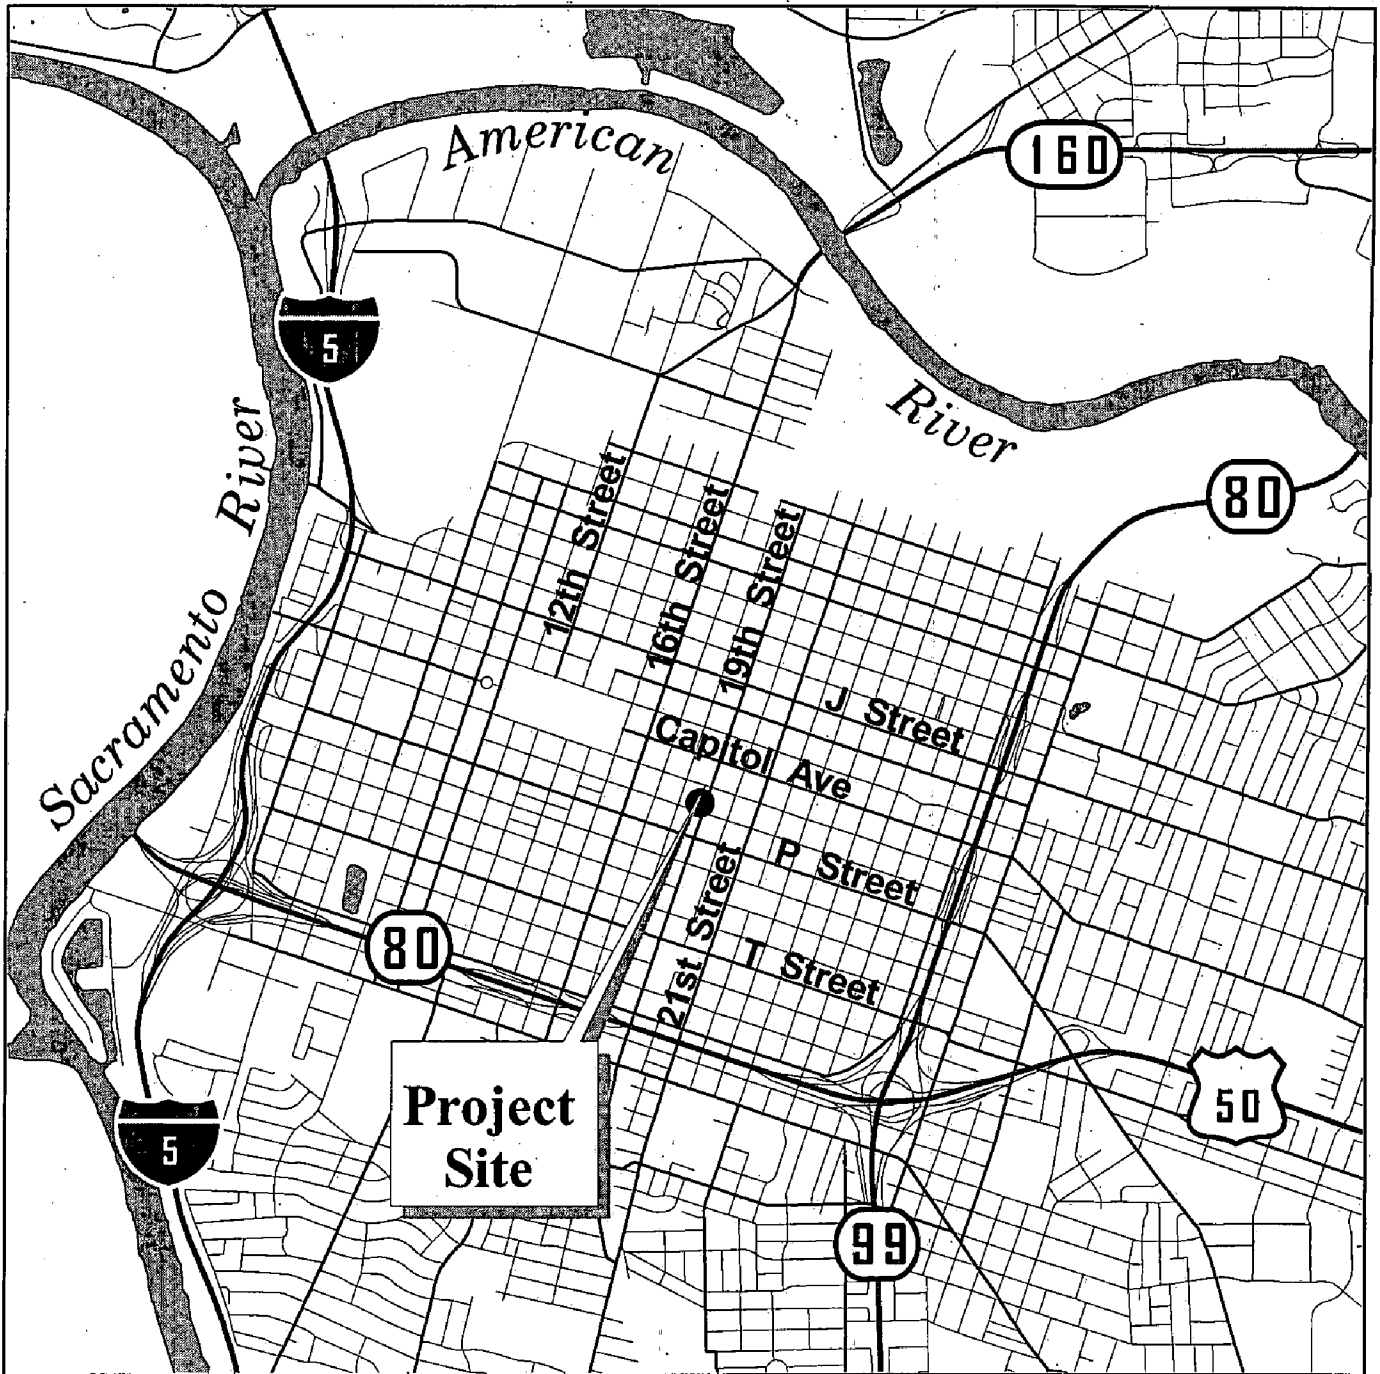 American
160
5
River
River
80
12th Street
16th Street
19th Street
Sacramento
J Street
Capitol Ave
P Street
21st Street
T Street
80
Project
Site
50
5
99